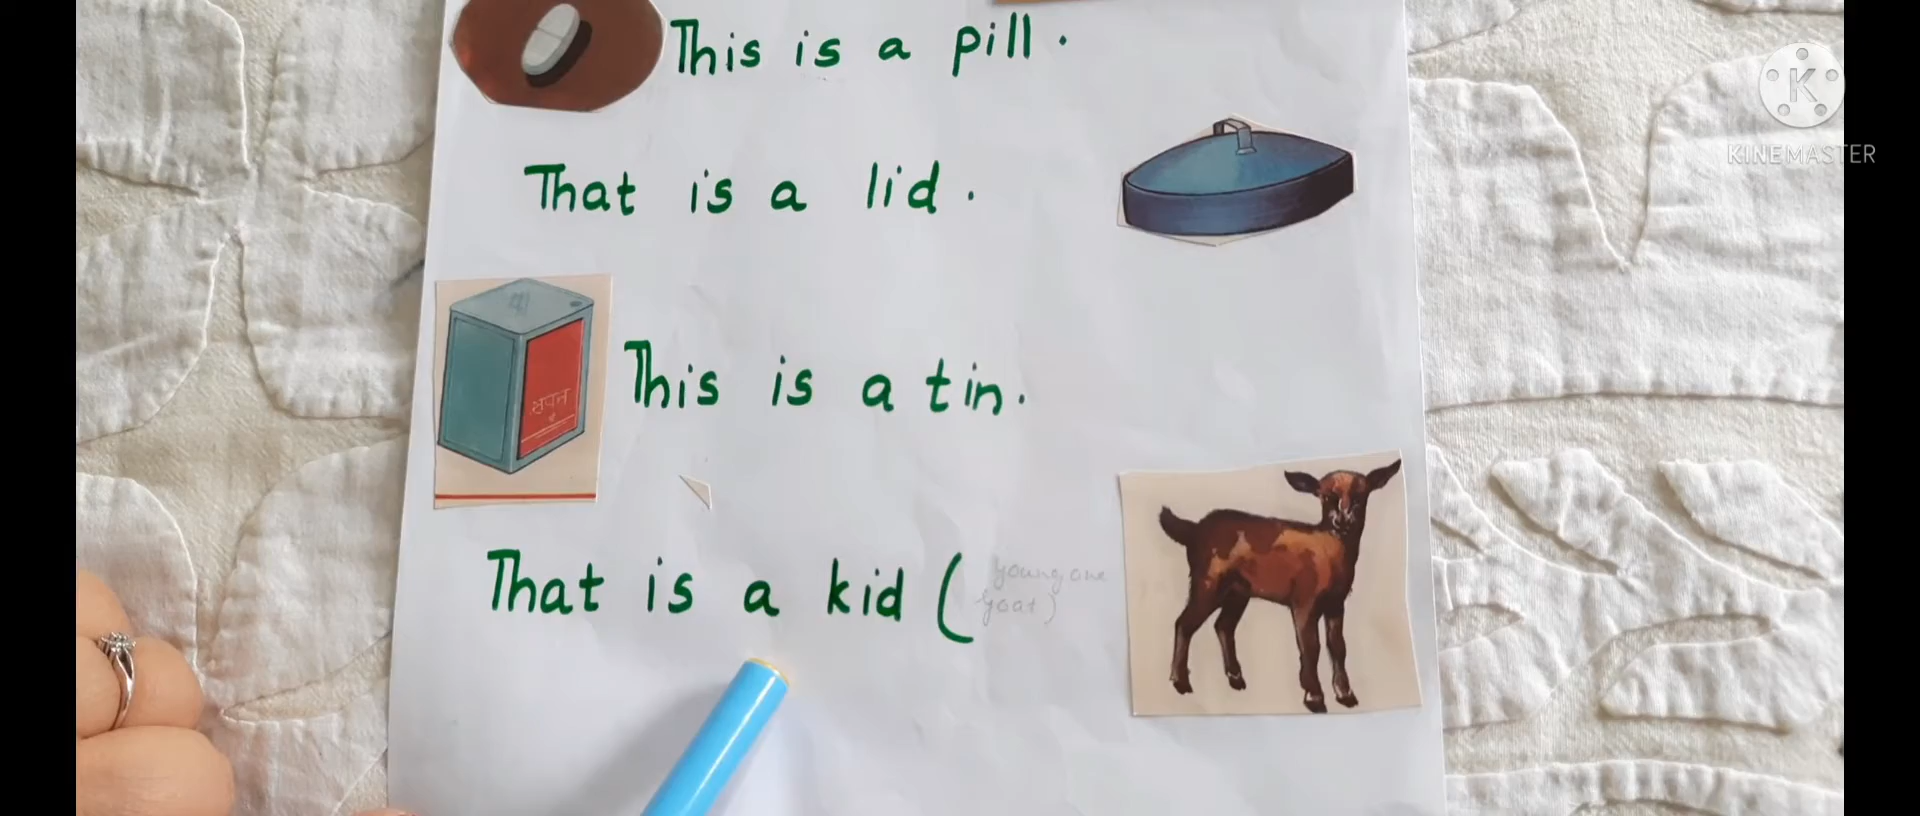 This is a pill.
That is a lid.
This is a tin.
That is a kid (
young one
goat)
K
KINEMASTER